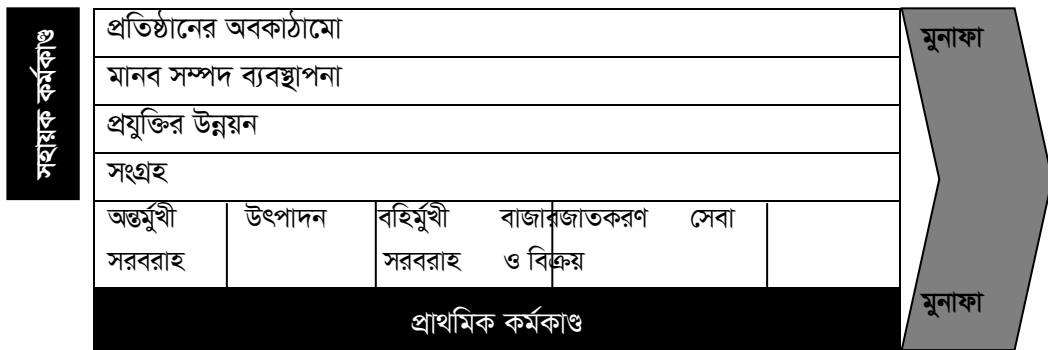 সহায়ক কর্মকাণ্ড
প্রতিষ্ঠানের অবকাঠামো
মানব সম্পদ ব্যবস্থাপনা
প্রযুক্তির উন্নয়ন
সংগ্রহ
মুনাফা
অন্তর্মুখী উৎপাদন বহির্মুখী বাজারজাতকরণ সেবা
সরবরাহ সরবরাহ ও বিক্রয়
মুনাফা
প্রাথমিক কর্মকাণ্ড